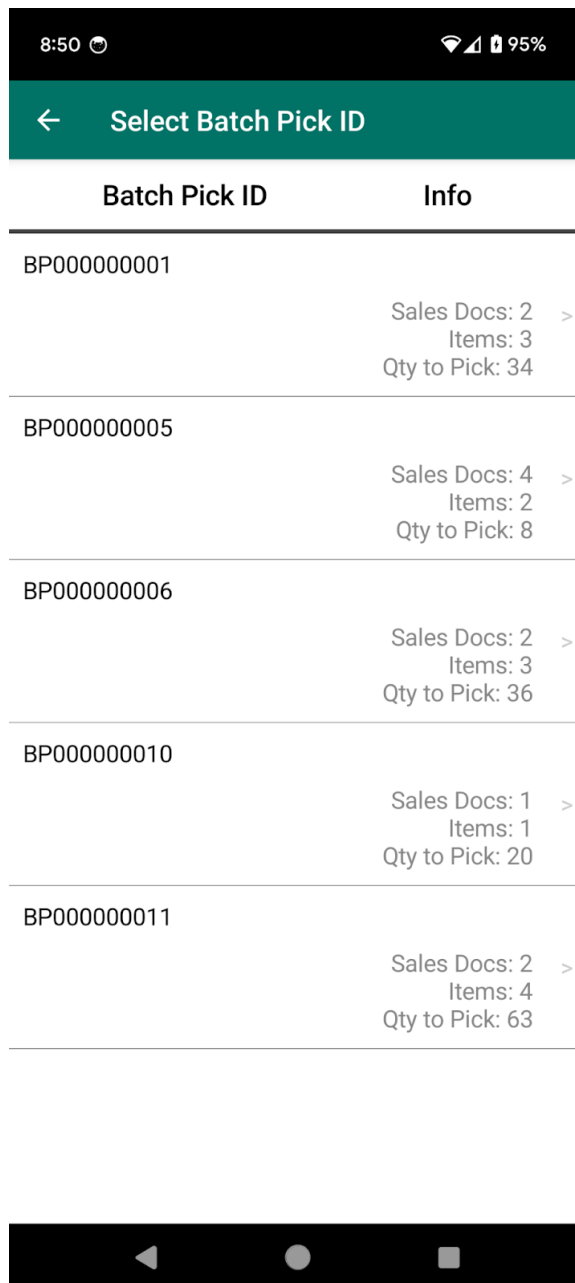 8:50 95%
Select Batch Pick ID
Batch Pick ID Info
BP000000001
Sales Docs: 2 >
Items: 3
Qty to Pick: 34
BP000000005
Sales Docs: 4 >
Items: 2
Qty to Pick: 8
BP000000006
Sales Docs: 2 >
Items: 3
Qty to Pick: 36
BP000000010
Sales Docs: 1 >
Items: 1
Qty to Pick: 20
BP000000011
Sales Docs: 2 >
Items: 4
Qty to Pick: 63